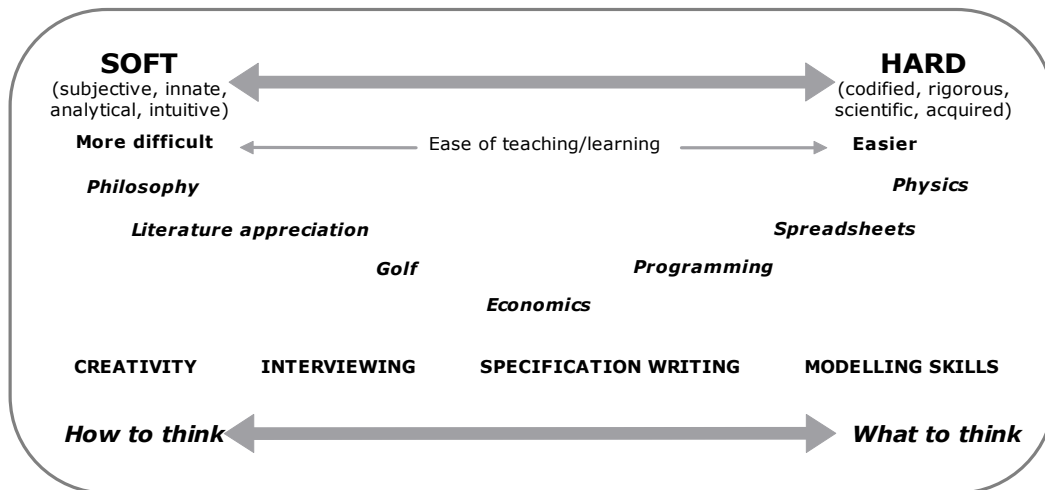 SOFT
(subjective, innate,
analytical, intuitive)
HARD
(codified, rigorous,
scientific, acquired)
More difficult
Ease of teaching/learning
Easier
Philosophy
Physics
Literature appreciation
Spreadsheets
Golf
Programming
Economics
CREATIVITY
INTERVIEWING
SPECIFICATION WRITING
MODELLING SKILLS
How to think
What to think